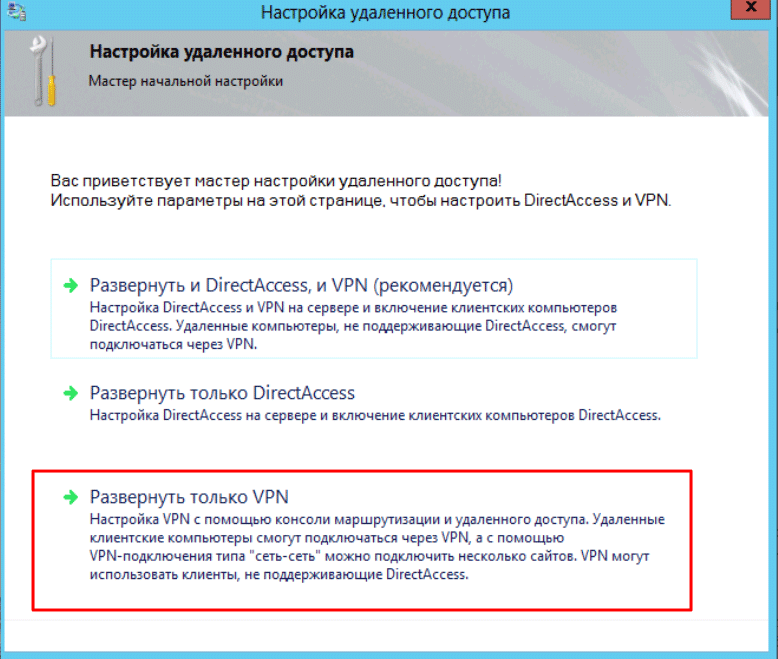 Настройка удаленного доступа
x
Настройка удаленного доступа
Мастер начальной настройки
Вас приветствует мастер настройки удаленного доступа!
Используйте параметры на этой странице, чтобы настроить DirectAccess и VPN.
Развернуть и DirectAccess, и VPN (рекомендуется)
Настройка DirectAccess и VPN на сервере и включение клиентских компьютеров
DirectAccess. Удаленные компьютеры, не поддерживающие DirectAccess, смогут
подключаться через VPN.
Развернуть только DirectAccess
Настройка DirectAccess на сервере и включение клиентских компьютеров DirectAccess.
Развернуть только VPN
Настройка VPN с помощью консоли маршрутизации и удаленного доступа. Удаленные
клиентские компьютеры смогут подключаться через VPN, а с помощью
VPN-подключения типа "сеть-сеть" можно подключить несколько сайтов. VPN могут
использовать клиенты, не поддерживающие DirectAccess.